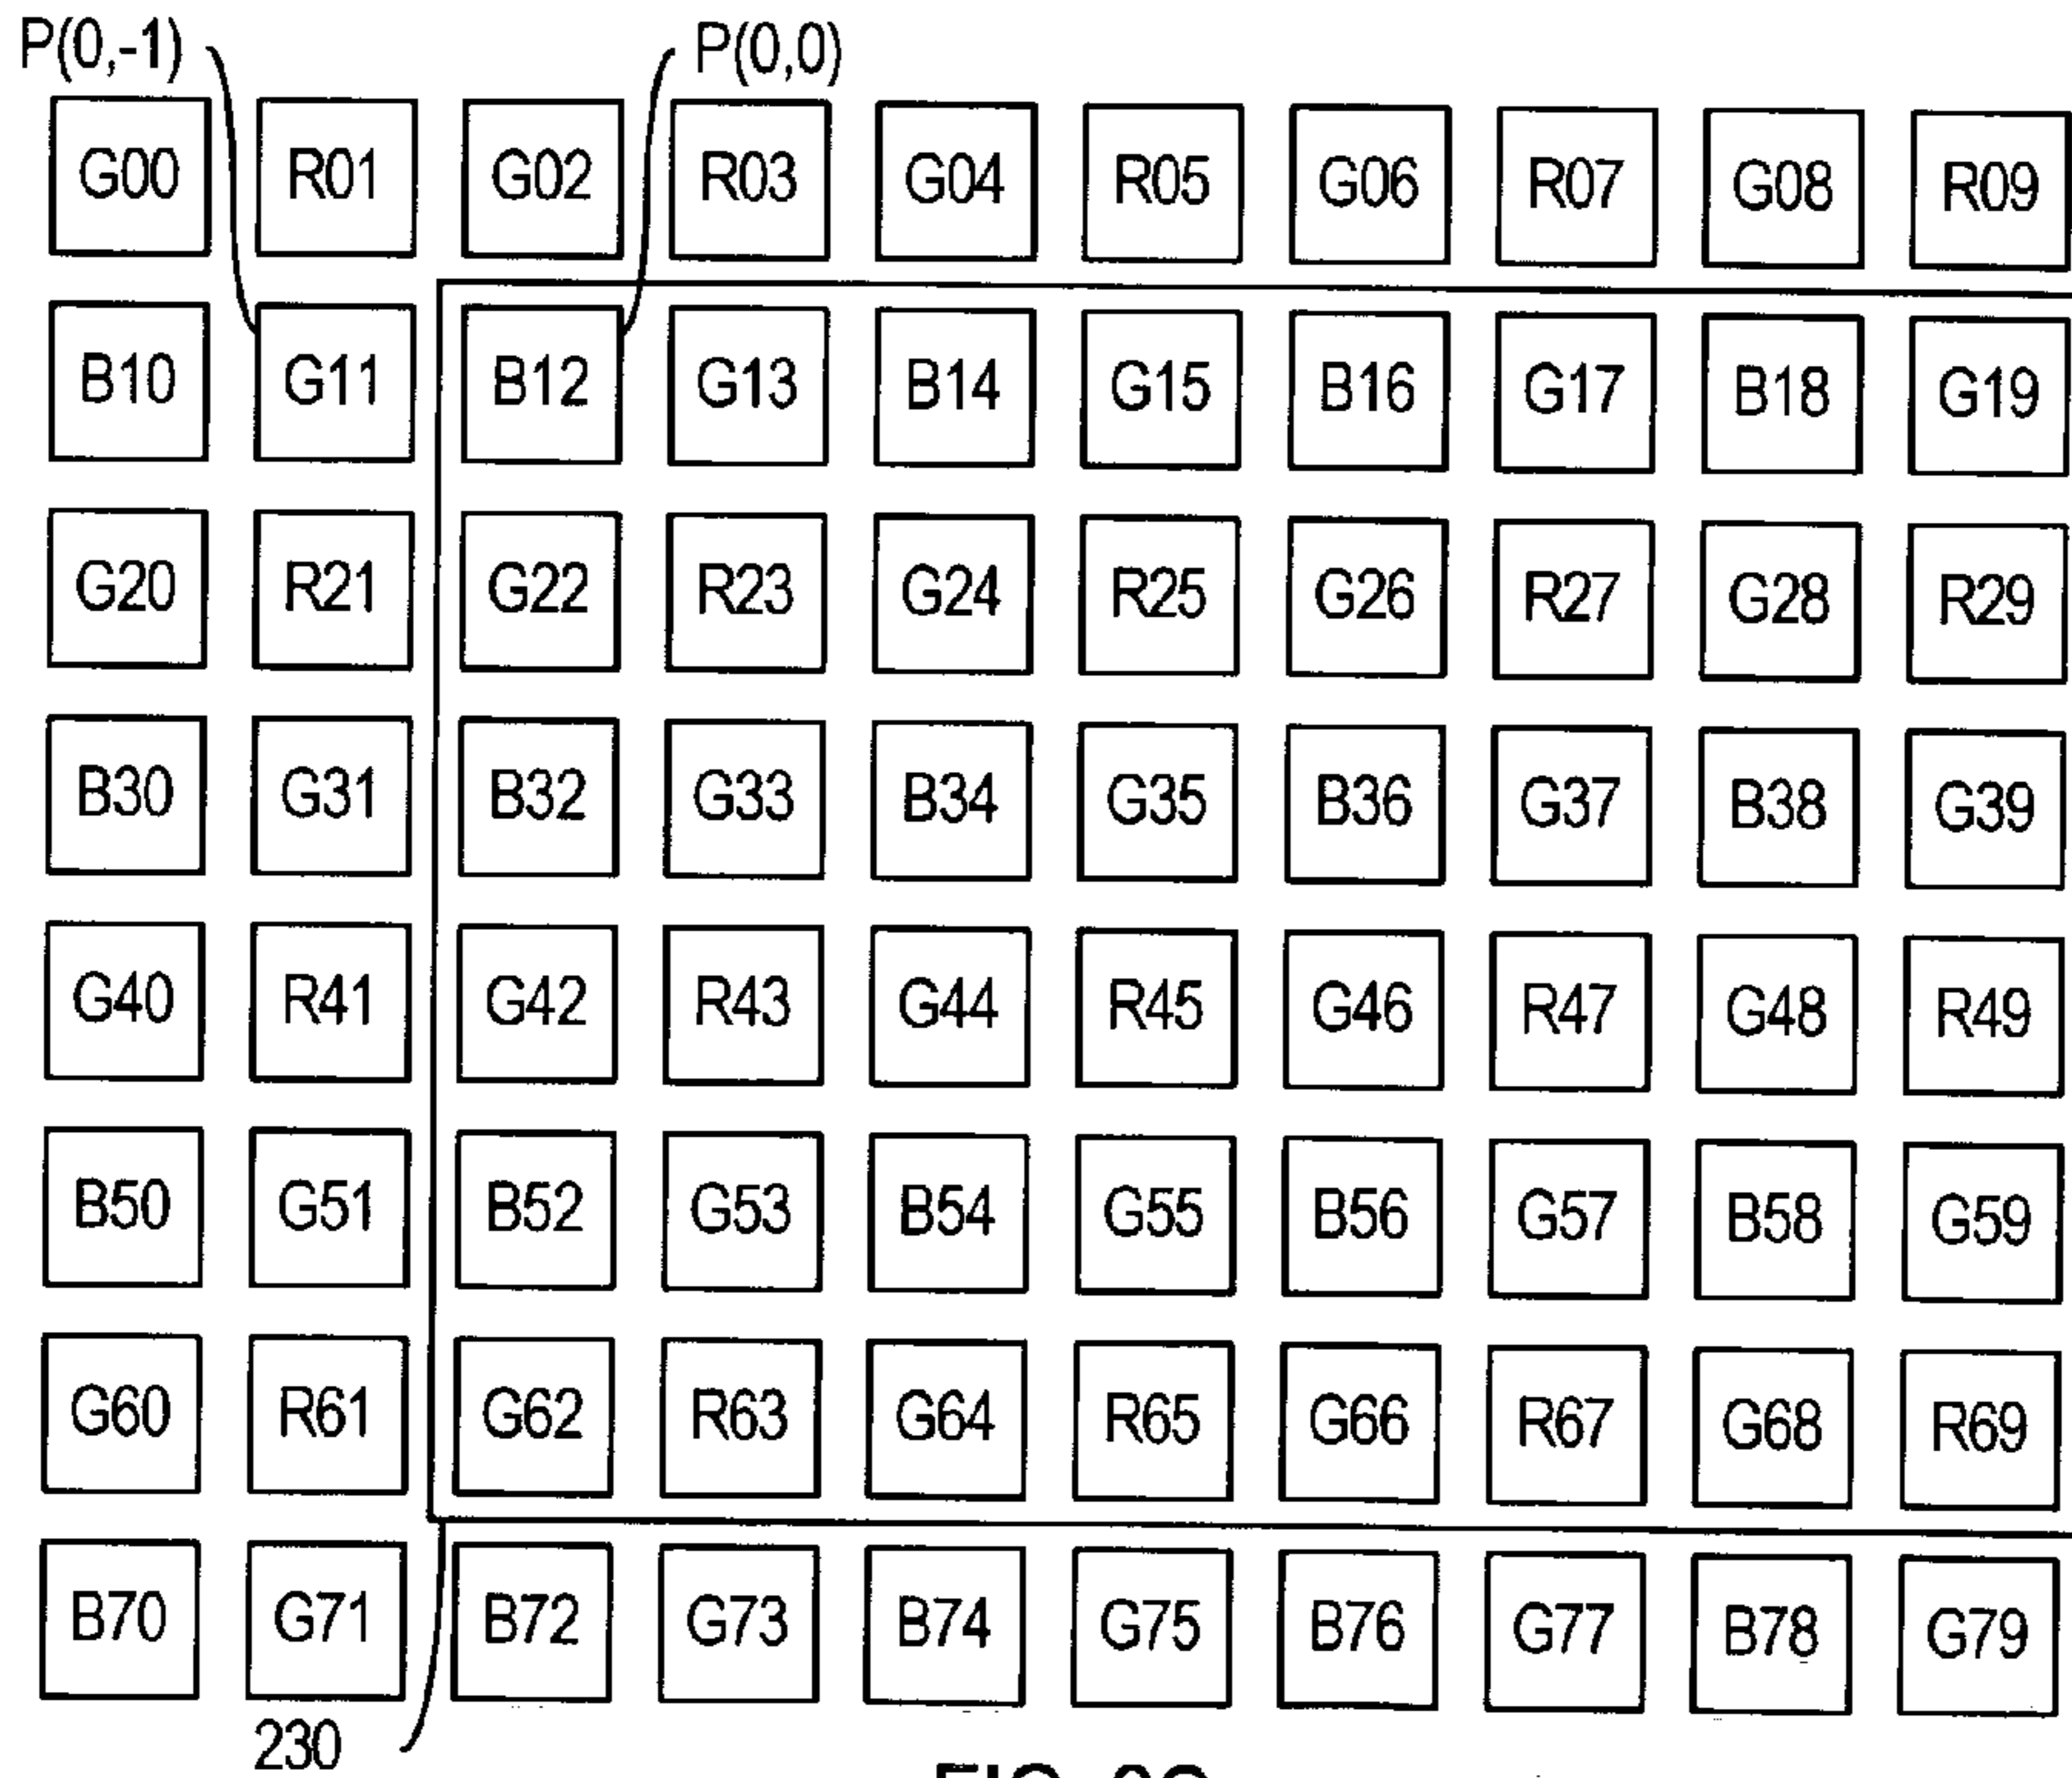 P(0,-1) P(0,0)
G00 R01 G02 R03 G04 R05 G06 R07 G08 R09
B10 G11 B12 G13 B14 G15 B16 G17 B18 G19
G20 R21 G22 R23 G24 R25 G26 R27 G28 R29
B30 G31 B32 G33 B34 G35 B36 G37 B38 G39
G40 R41 G42 R43 G44 R45 G46 R47 G48 R49
B50 G51 B52 G53 B54 G55 B56 G57 B58 G59
G60 R61 G62 R63 G64 R65 G66 R67 G68 R69
B70 G71 B72 G73 B74 G75 B76 G77 B78 G79
230